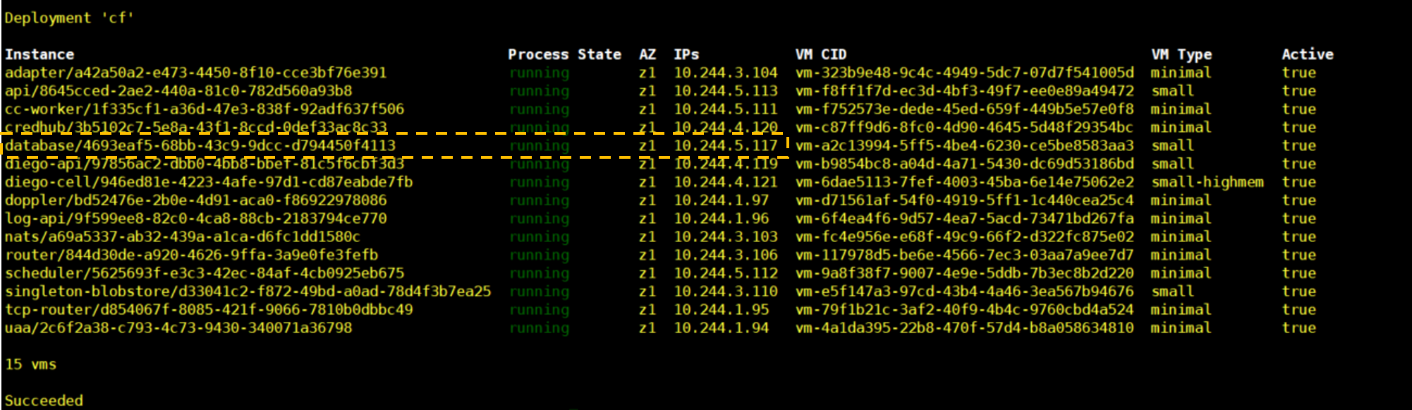 Deployment 'cf'
Instance Process State AZ IPs VM CID VM Type Active
adapter/a42a50a2-e473-4450-8f10-cce3bf76e391 running z1 10.244.3.104 vm-323b9e48-9c4c-4949-5dc7-07d7f541005d minimal true
api/8645cced-2ae2-440a-81c0-782d560a93b8 running z1 10.244.5.113 vm-f8ff1f7d-ec3d-4bf3-49f7-ee0e89a49472 small true
cc-worker/1f335cf1-a36d-47e3-838f-92adf637f506 running z1 10.244.5.111 vm-f752573e-dede-45ed-659f-449b5e57e0f8 minimal true
credhub/3b5102c7-5e8a-43f1-8ccd-0def33ac8c33 running z1 10.244.4.120 vm-c87ff9d6-8fc0-4d90-4645-5d48f29354bc minimal true
database/4693eaf5-68bb-43c9-9dcc-d794450f4113 running z1 10.244.5.117 vm-a2c13994-5ff5-4be4-6230-ce5be8583aa3 small true
diego-api/97856ac2-dbb0-4bb8-bbef-81c5f6cbf3d3 running z1 10.244.4.119 vm-b9854bc8-a04d-4a71-5430-dc69d53186bd small true
diego-cell/946ed81e-4223-4afe-97d1-cd87eabde7fb running z1 10.244.4.121 vm-6dae5113-7fef-4003-45ba-6e14e75062e2 small-highmem true
doppler/bd52476e-2b0e-4d91-aca0-f86922978086 running z1 10.244.1.97 vm-d71561af-54f0-4919-5ff1-1c440cea25c4 minimal true
log-api/9f599ee8-82c0-4ca8-88cb-2183794ce770 running z1 10.244.1.96 vm-6f4ea4f6-9d57-4ea7-5acd-73471bd267fa minimal true
nats/a69a5337-ab32-439a-a1ca-d6fc1dd1580c running z1 10.244.3.103 vm-fc4e956e-e68f-49c9-66f2-d322fc875e02 minimal true
router/844d30de-a920-4626-9ffa-3a9e0fe3fefb running z1 10.244.3.106 vm-117978d5-be6e-4566-7ec3-03aa7a9ee7d7 minimal true
scheduler/5625693f-e3c3-42ec-84af-4cb0925eb675 running z1 10.244.5.112 vm-9a8f38f7-9007-4e9e-5ddb-7b3ec8b2d220 minimal true
singleton-blobstore/d33041c2-f872-49bd-a0ad-78d4f3b7ea25 running z1 10.244.3.110 vm-e5f147a3-97cd-43b4-4a46-3ea567b94676 small true
tcp-router/d854067f-8085-421f-9066-7810b0dbbc49 running z1 10.244.1.95 vm-79f1b21c-3af2-40f9-4b4c-9760cbd4a524 minimal true
uaa/2c6f2a38-c793-4c73-9430-340071a36798 running z1 10.244.1.94 vm-4a1da395-22b8-470f-57d4-b8a058634810 minimal true
15 vms
Succeeded